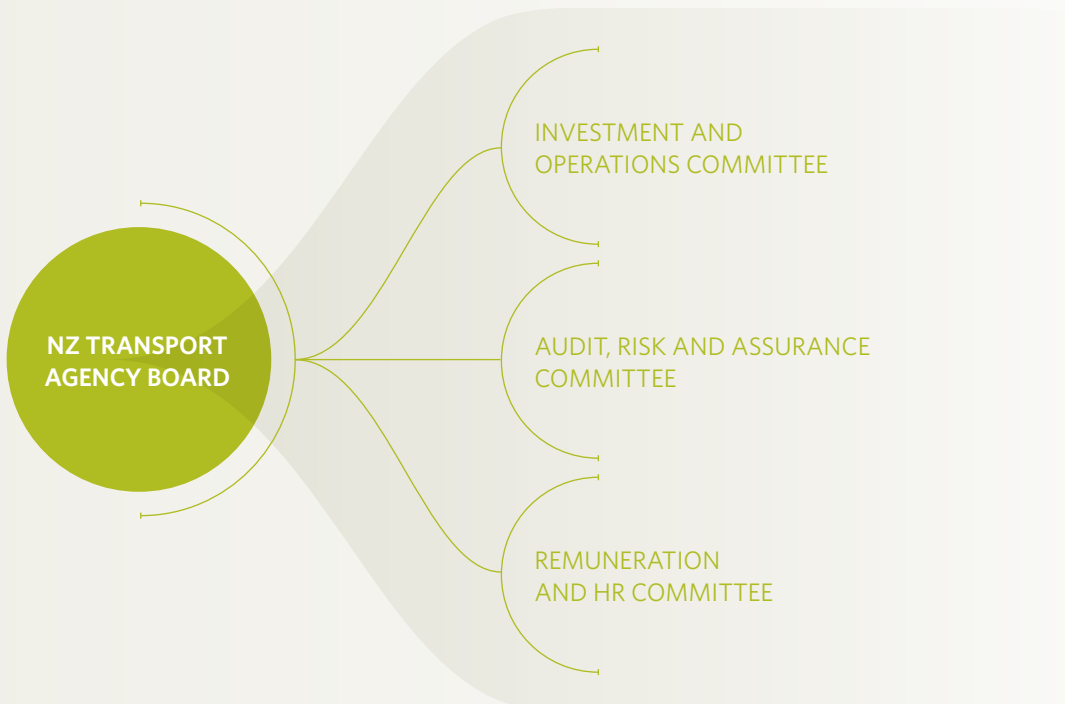 NZ TRANSPORT
AGENCY BOARD
INVESTMENT AND
OPERATIONS COMMITTEE
AUDIT, RISK AND ASSURANCE
COMMITTEE
REMUNERATION
AND HR COMMITTEE